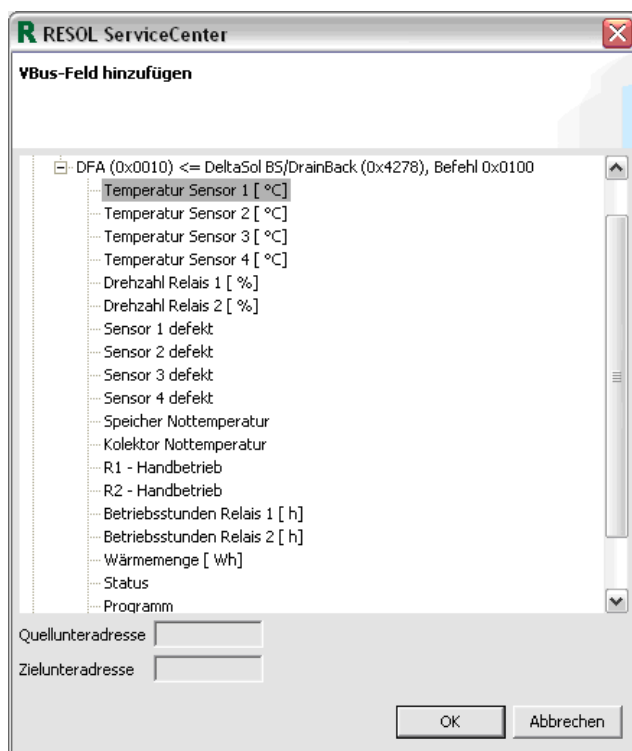 R RESOL ServiceCenter
VBus-Feld hinzufügen
DFA (0x0010) <= DeltaSol BS/DrainBack (0x4278), Befehl 0x0100
Temperatur Sensor 1 [ °C]
Temperatur Sensor 2 [ °C]
Temperatur Sensor 3 [ °C]
Temperatur Sensor 4 [ °C]
Drehzahl Relais 1 [ %]
Drehzahl Relais 2 [ %]
Sensor 1 defekt
Sensor 2 defekt
Sensor 3 defekt
Sensor 4 defekt
Speicher Nottemperatur
Kolektor Nottemperatur
R1 - Handbetrieb
R2 - Handbetrieb
Betriebsstunden Relais 1 [ h]
Betriebsstunden Relais 2 [ h]
Wärmemenge [ Wh]
Status
Programm
Quellunteradresse
Zielunteradresse
OK Abbrechen